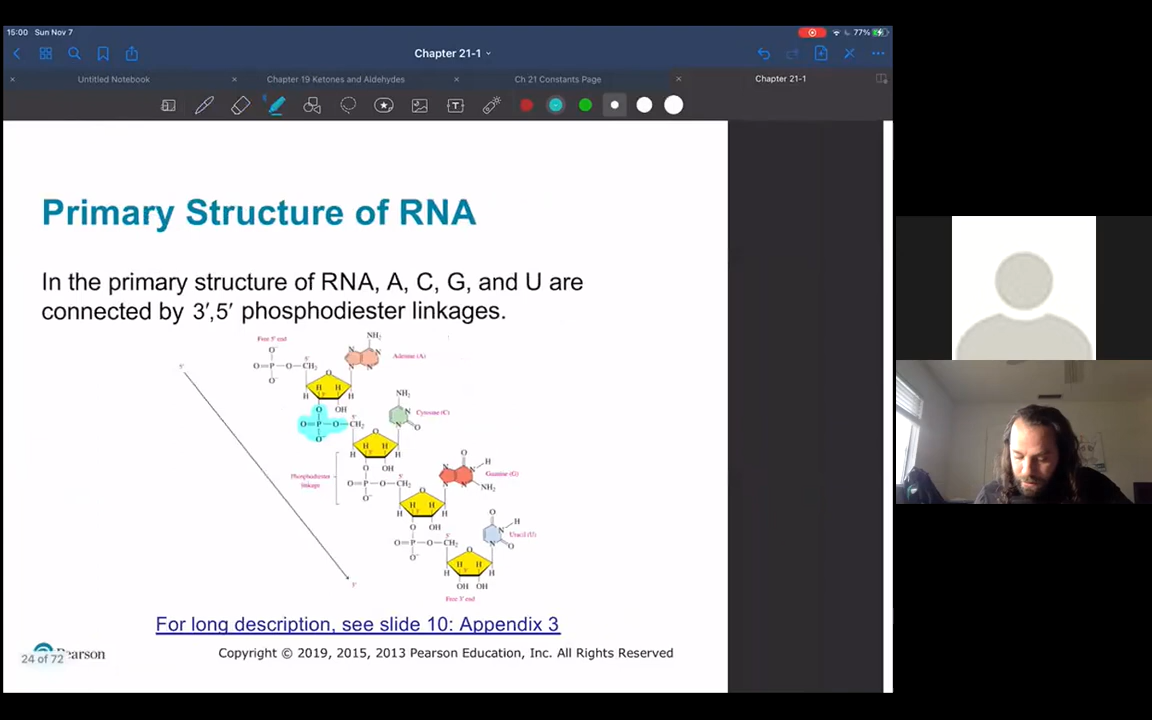 15:00 Sun Nov 7
77%
Chapter 21-1
Untitled Notebook
Chapter 19 Ketones and Aldehydes
Ch 21 Constants Page
Chapter 21-1
T
Primary Structure of RNA
In the primary structure of RNA, A, C, G, and U are
connected by 3′,5′ phosphodiester linkages.
Free 5′ end
NH₂
Adenine (A)
5′
O⁻
O=P—O—CH₂
O⁻
OH
NH₂
Cytosine (C)
O=P—O—CH₂
O⁻
OH
Phosphodiester
linkage
Guanine (G)
NH₂
O=P—O—CH₂
O⁻
OH
Uracil (U)
O=P—O—CH₂
O⁻
OH OH
3′
Free 3′ end
For long description, see slide 10: Appendix 3
24 of 72
Pearson
Copyright © 2019, 2015, 2013 Pearson Education, Inc. All Rights Reserved